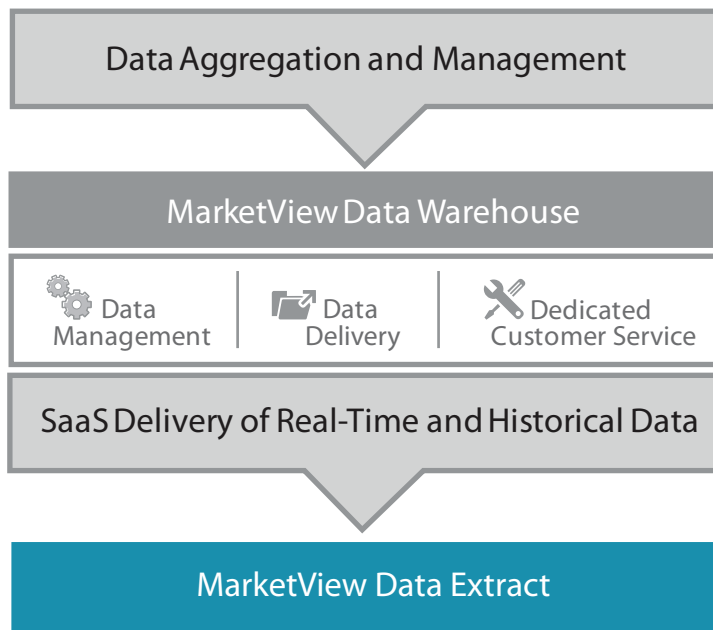 Data Aggregation and Management
MarketView Data Warehouse
Data
Management
Data
Delivery
Dedicated
Customer Service
SaaS Delivery of Real-Time and Historical Data
MarketView Data Extract